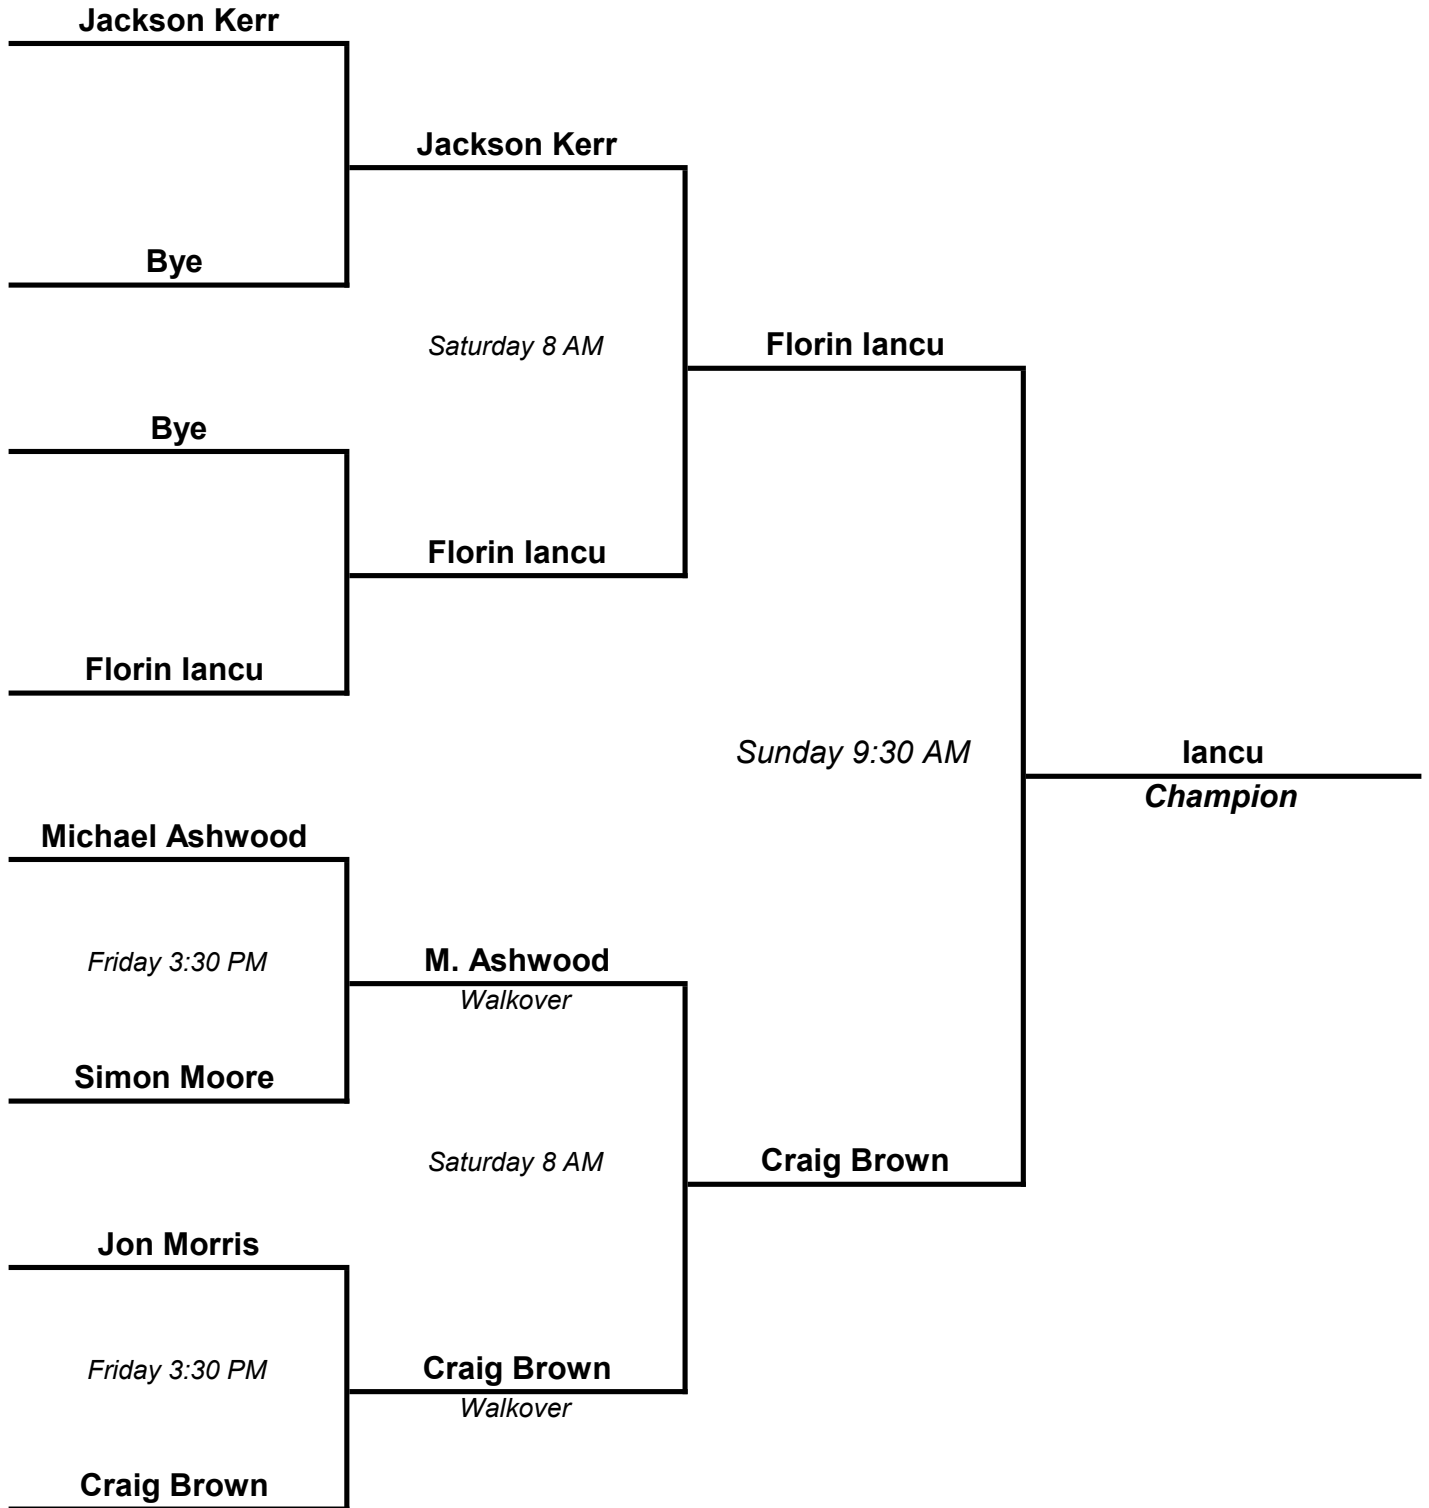 Jackson Kerr
Jackson Kerr
Bye
Saturday 8 AM
Florin Iancu
Bye
Florin Iancu
Florin Iancu
Sunday 9:30 AM
Iancu
Champion
Michael Ashwood
Friday 3:30 PM
M. Ashwood
Walkover
Simon Moore
Saturday 8 AM
Craig Brown
Jon Morris
Friday 3:30 PM
Craig Brown
Walkover
Craig Brown